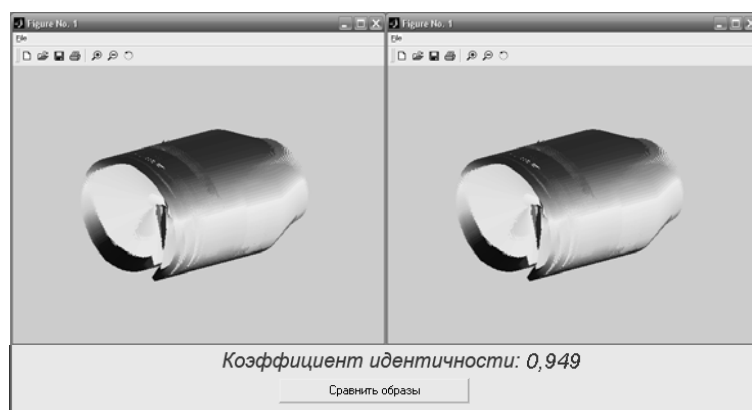 Figure No. 1
File
Figure No. 1
File
Коэффициент идентичности: 0,949
Сравнить образы